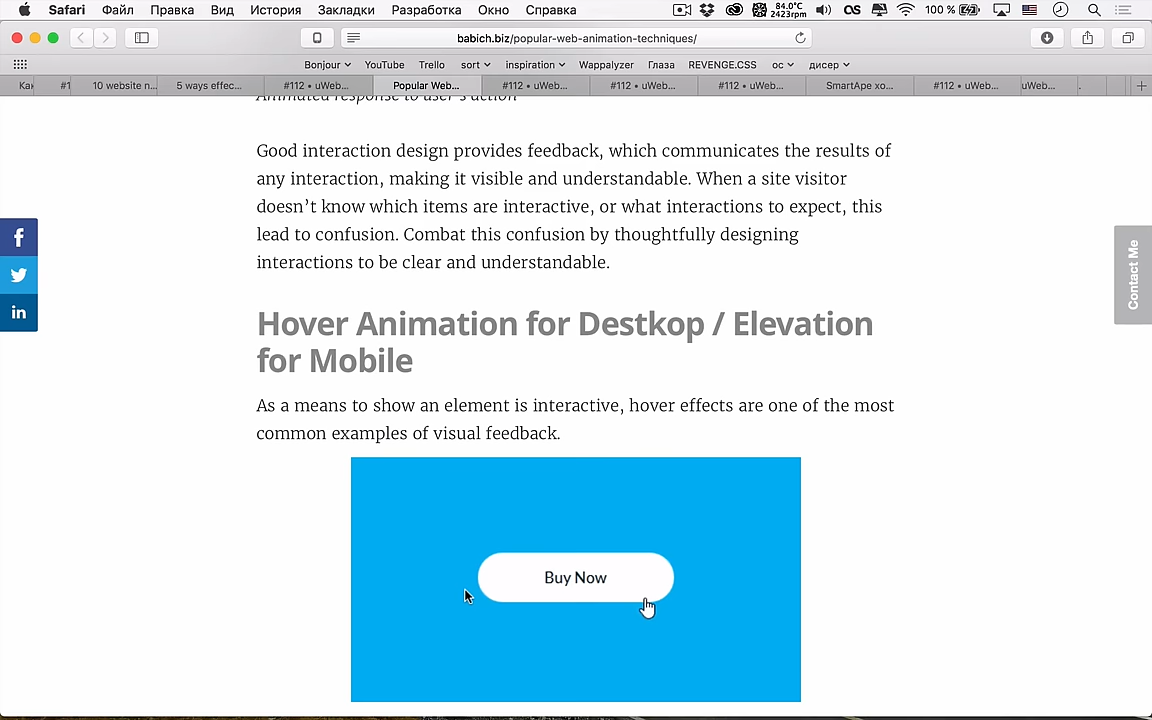 Safari Файл Правка Вид История Закладки Разработка Окно Справка 84.0°C 2423rpm 100 %
babich.biz/popular-web-animation-techniques/
Bonjour YouTube Trello sort inspiration Wappalyzer Глаза REVENGE.CSS ос дисер
Как #1 10 website n... 5 ways effec... #112 • uWeb... Popular Web... #112 • uWeb... #112 • uWeb... #112 • uWeb... SmartApe хо... #112 • uWeb... uWeb...
Animated response to user's action
Good interaction design provides feedback, which communicates the results of
any interaction, making it visible and understandable. When a site visitor
doesn’t know which items are interactive, or what interactions to expect, this
lead to confusion. Combat this confusion by thoughtfully designing
interactions to be clear and understandable.
Contact Me
Hover Animation for Destkop / Elevation
for Mobile
As a means to show an element is interactive, hover effects are one of the most
common examples of visual feedback.
Buy Now